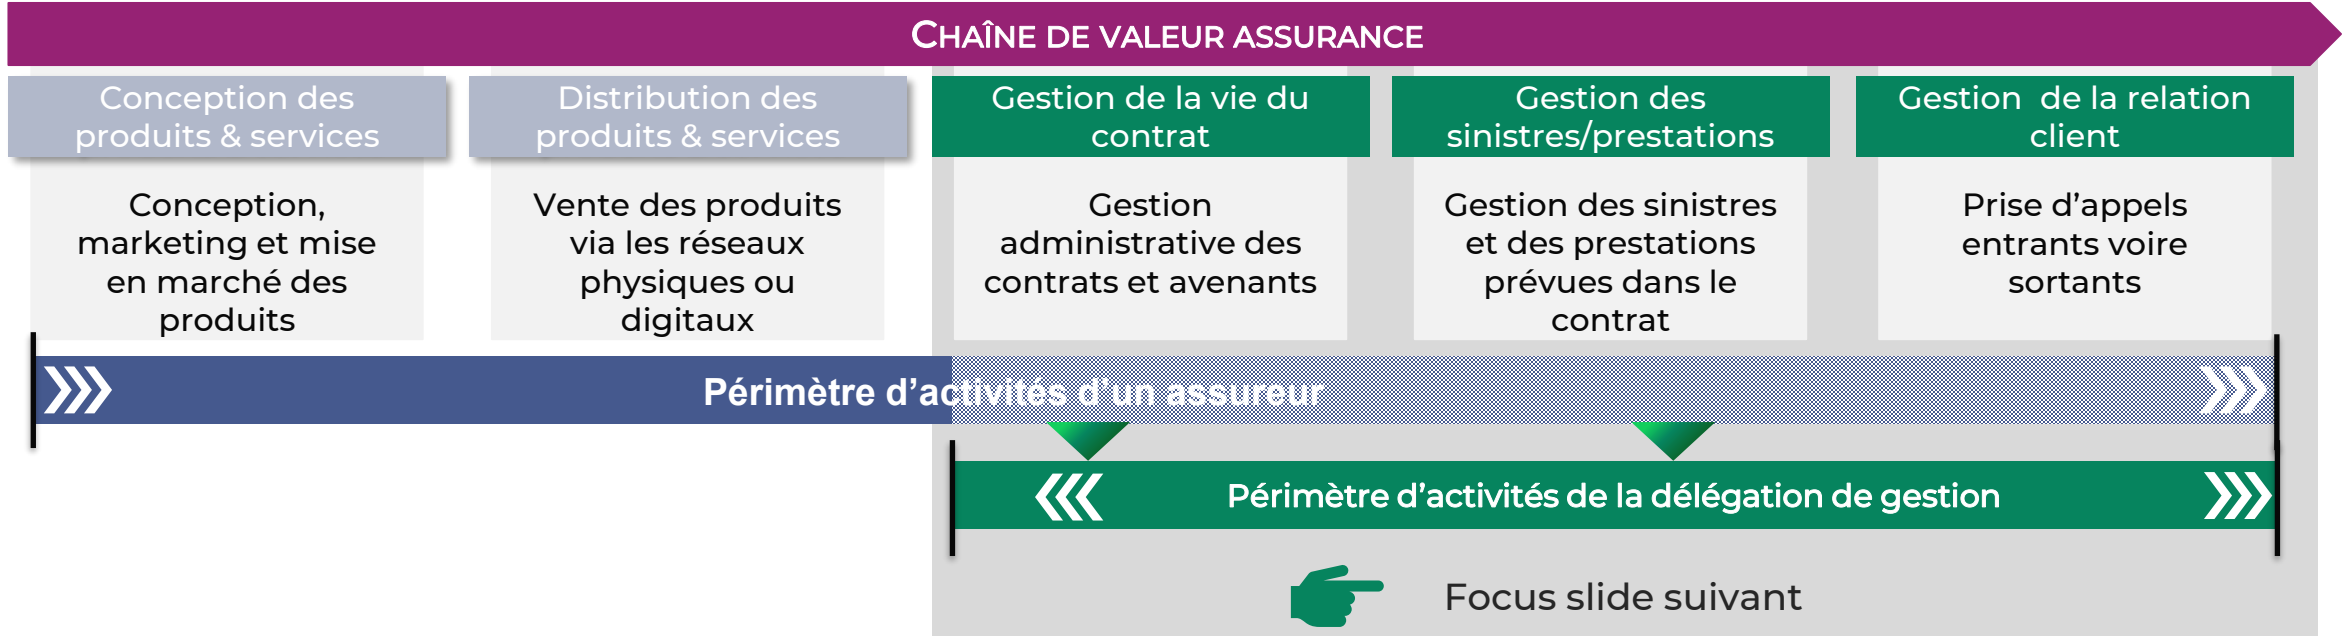 CHAÎNE DE VALEUR ASSURANCE
Conception des
produits & services
Conception,
marketing et mise
en marché des
produits
Distribution des
produits & services
Vente des produits
via les réseaux
physiques ou
digitaux
Gestion de la vie du
contrat
Gestion
administrative des
contrats et avenants
Gestion des
sinistres/prestations
Gestion des sinistres
et des prestations
prévues dans le
contrat
Gestion de la relation
client
Prise d’appels
entrants voire
sortants
Périmètre d’activités d’un assureur
Périmètre d’activités de la délégation de gestion
Focus slide suivant